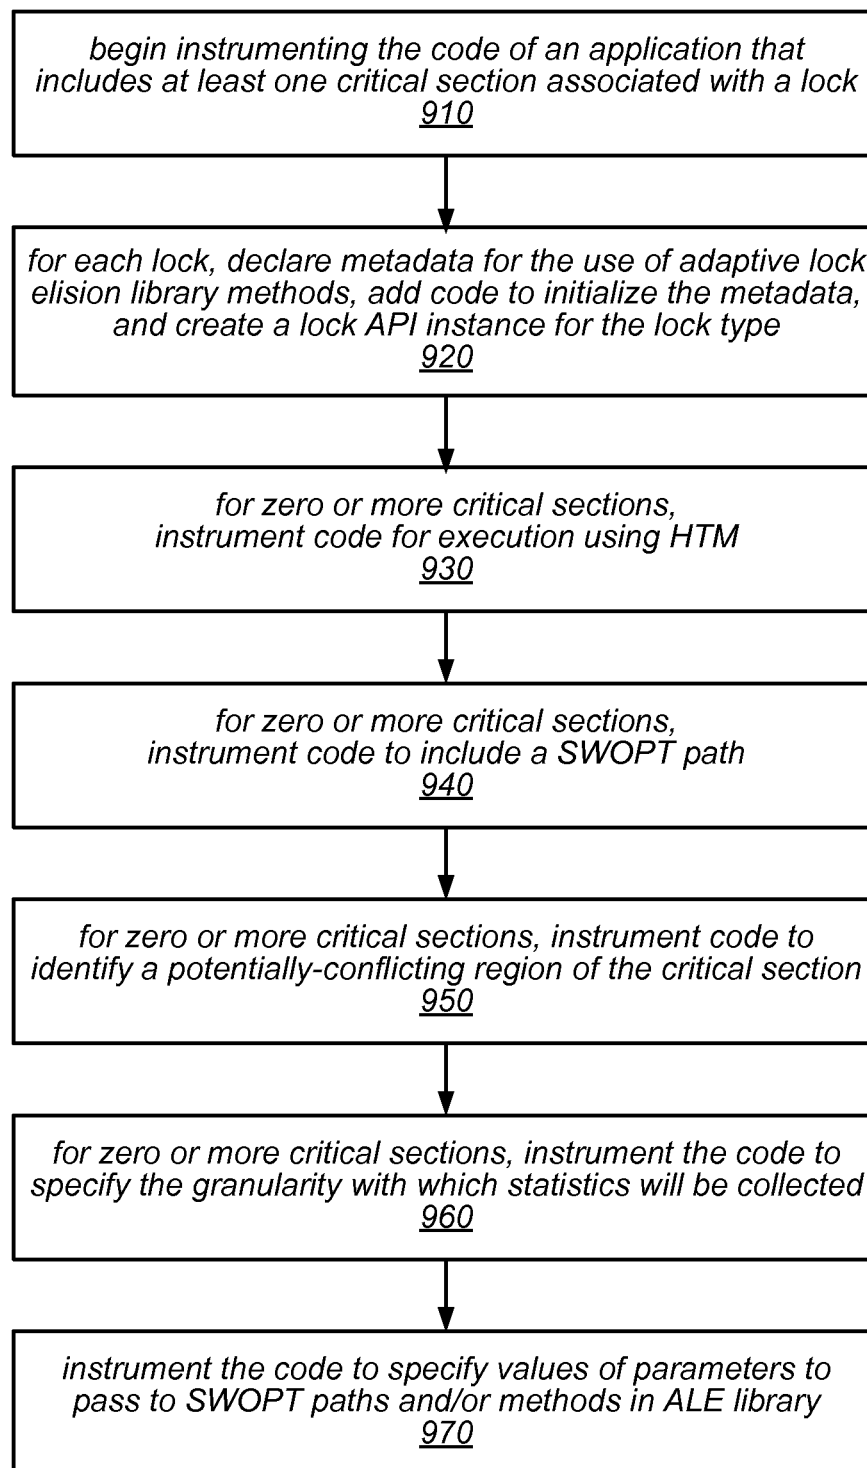 begin instrumenting the code of an application that
includes at least one critical section associated with a lock
910
for each lock, declare metadata for the use of adaptive lock
elision library methods, add code to initialize the metadata,
and create a lock API instance for the lock type
920
for zero or more critical sections,
instrument code for execution using HTM
930
for zero or more critical sections,
instrument code to include a SWOPT path
940
for zero or more critical sections, instrument code to
identify a potentially-conflicting region of the critical section
950
for zero or more critical sections, instrument the code to
specify the granularity with which statistics will be collected
960
instrument the code to specify values of parameters to
pass to SWOPT paths and/or methods in ALE library
970